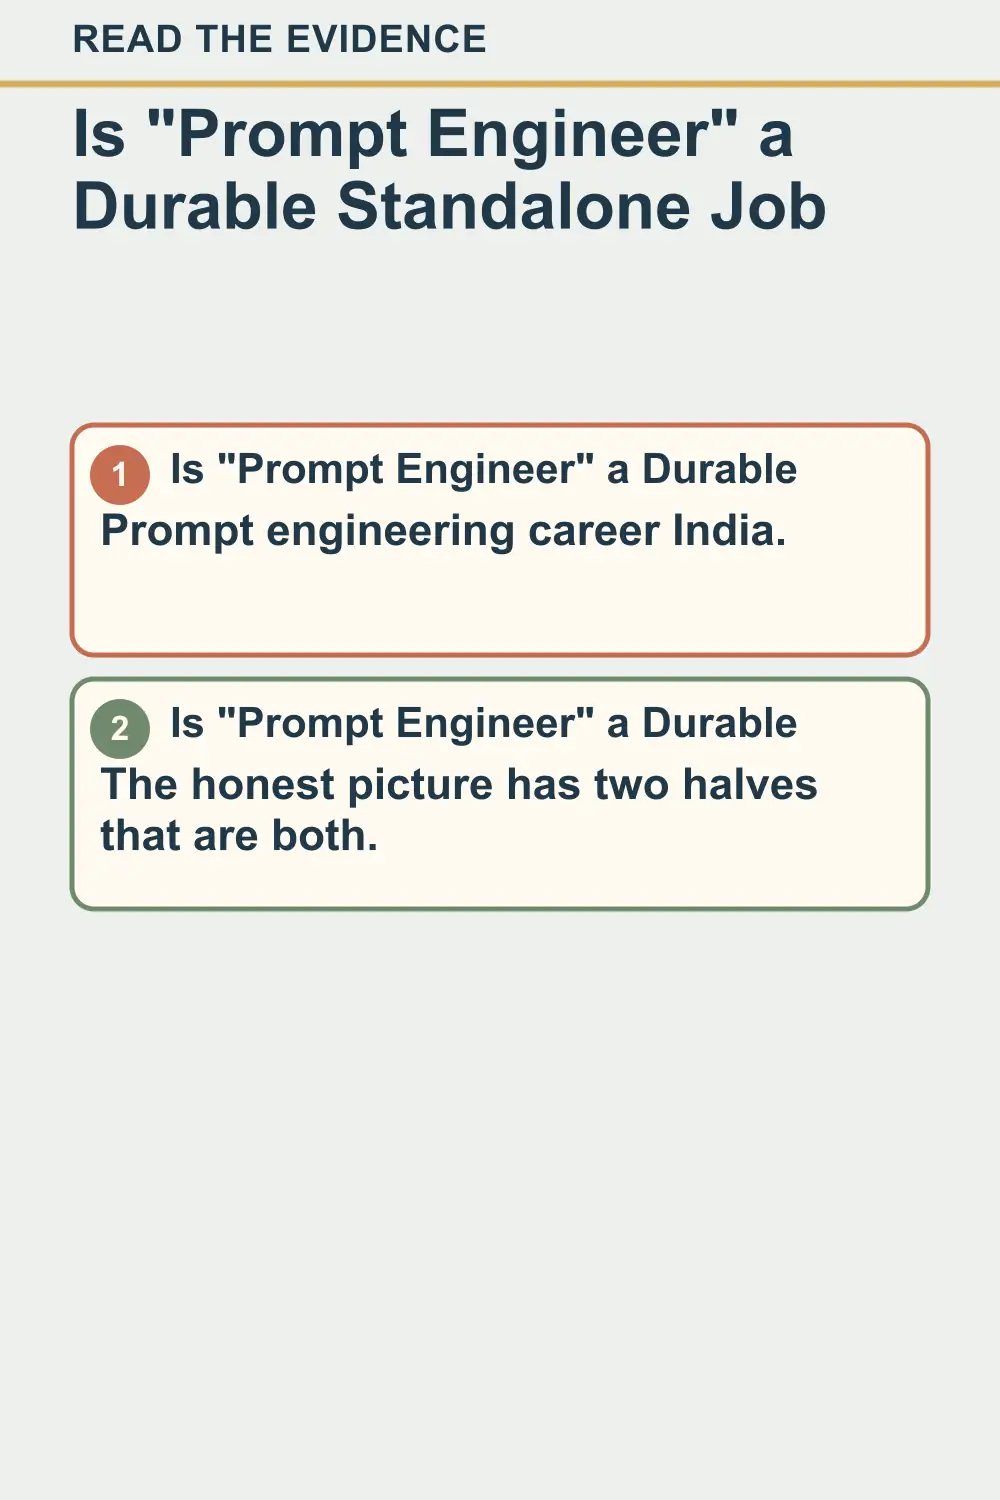 READ THE EVIDENCE
Is "Prompt Engineer" a
Durable Standalone Job
1
Is "Prompt Engineer" a Durable
Prompt engineering career India.
2
Is "Prompt Engineer" a Durable
The honest picture has two halves
that are both.